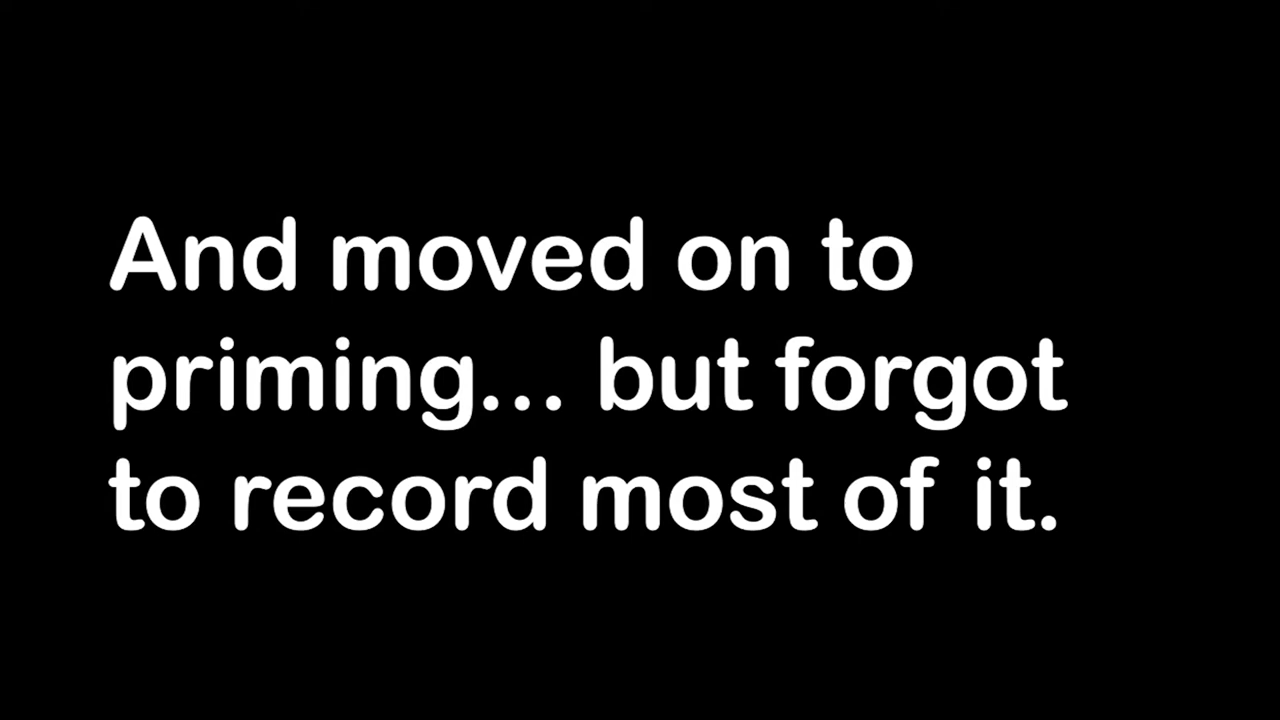 And moved on to
priming... but forgot
to record most of it.